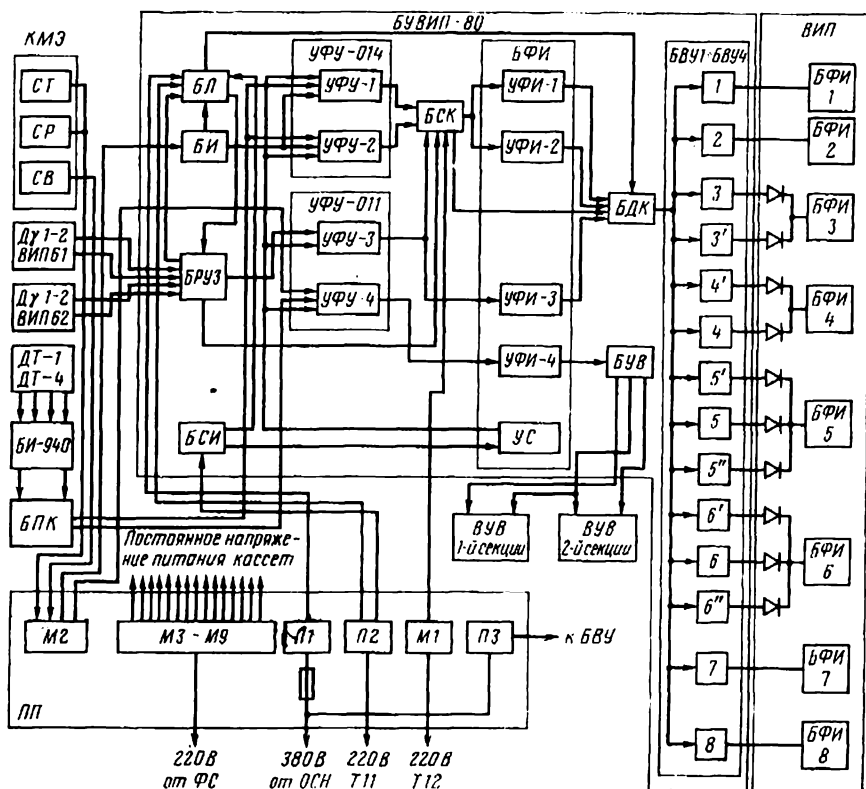 КМЭ
СТ
СР
СВ
Ду 1-2
ВИП61
Ду 1-2
ВИП62
ДТ-1
ДТ-4
БИ-940
БПК
БУВИП-80
БЛ
БИ
БРУЗ
БСИ
УФУ-014
УФУ-1
УФУ-2
УФУ-011
УФУ-3
УФУ-4
БСК
БФИ
УФИ-1
УФИ-2
УФИ-3
УФИ-4
УС
БДК
БУВ
ВУВ
1-й секции
ВУВ
2-й секции
БВУ1-БВУ4
1
2
3
3'
4'
4
5'
5
5"
6'
6
6"
7
8
ВИП
БФИ
1
БФИ
2
БФИ
3
БФИ
4
БФИ
5
БФИ
6
БФИ
7
БФИ
8
Постоянное напряже-
ние питания кассет
М2
М3-М9
П1
П2
М1
П3
к БВУ
ПП
220В
от ФС
380В
от ОСН
220В
Т11
220В
Т12